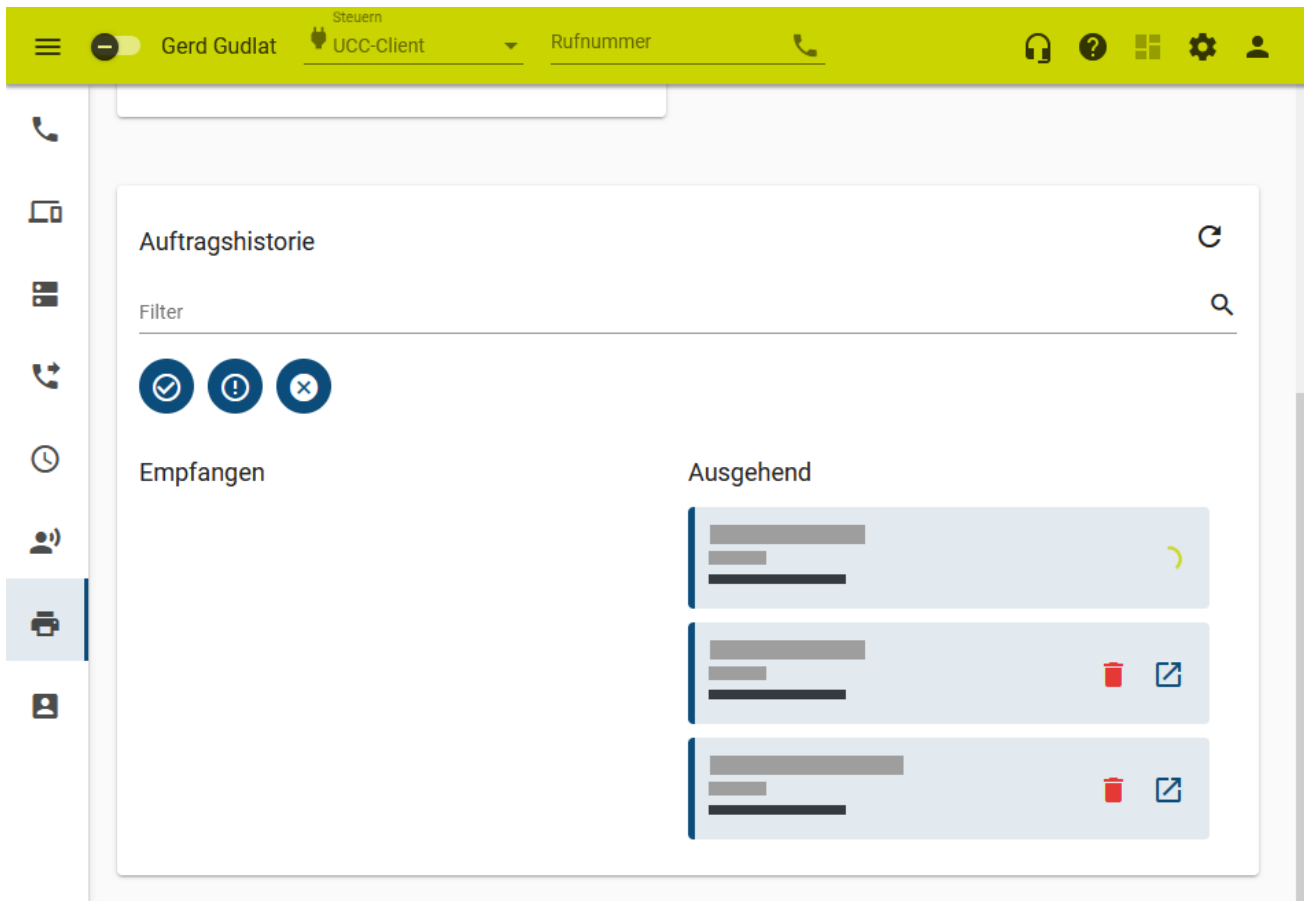 Steuern
Gerd Gudlat
UCC-Client
Rufnummer
Auftragshistorie
Filter
Empfangen
Ausgehend